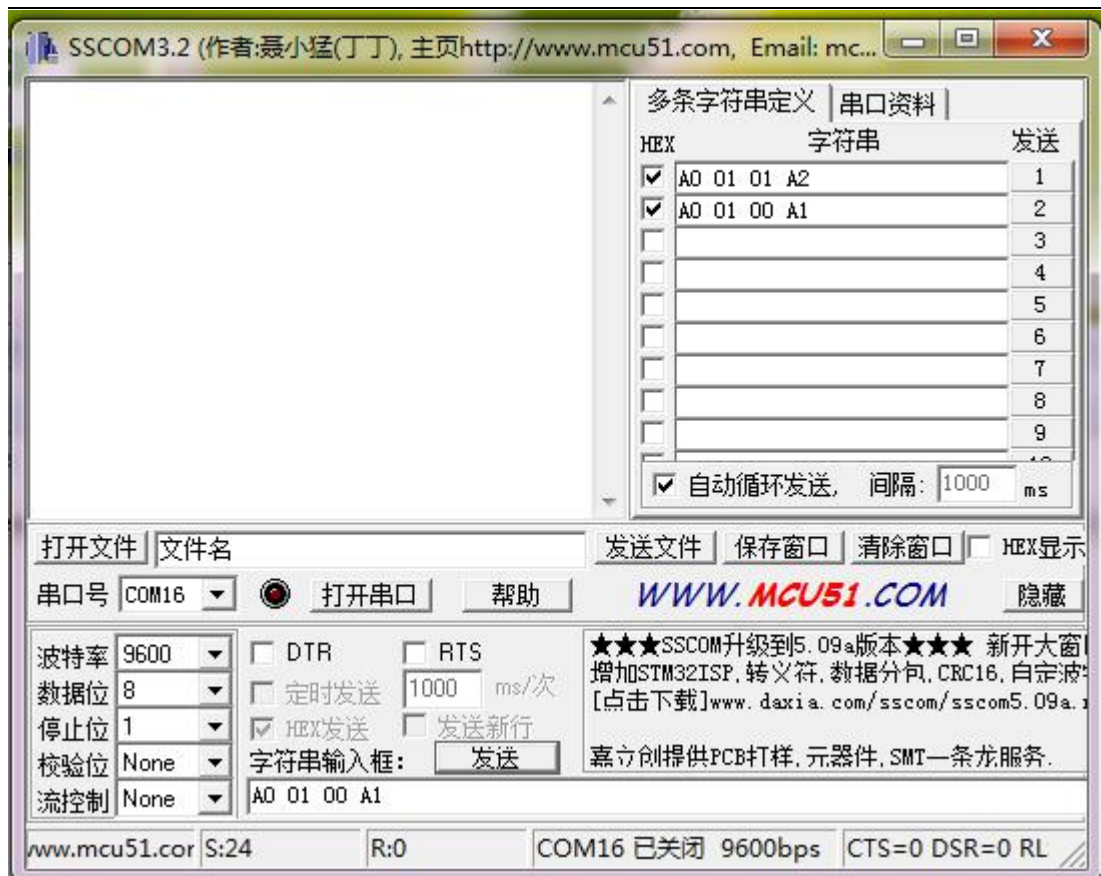 SSCOM3.2 (作者:聂小猛(丁丁), 主页http://www.mcu51.com, Email: mc...
多条字符串定义 串口资料
HEX 字符串 发送
A0 01 01 A2 1
A0 01 00 A1 2
3
4
5
6
7
8
9
自动循环发送, 间隔: 1000 ms
打开文件 文件名 发送文件 保存窗口 清除窗口 HEX显示
串口号 COM16 打开串口 帮助 WWW.MCU51.COM 隐藏
波特率 9600 DTR RTS
数据位 8 定时发送 1000 ms/次
停止位 1 HEX发送 发送新行
校验位 None 字符串输入框: 发送
流控制 None A0 01 00 A1
★★★SSCOM升级到5.09a版本★★★ 新开大窗
增加STM32ISP,转义符,数据分包,CRC16,自定波
[点击下载]www.daxia.com/sscom/sscom5.09a.
嘉立创提供PCB打样,元器件,SMT一条龙服务.
www.mcu51.cor S:24 R:0 COM16 已关闭 9600bps CTS=0 DSR=0 RL